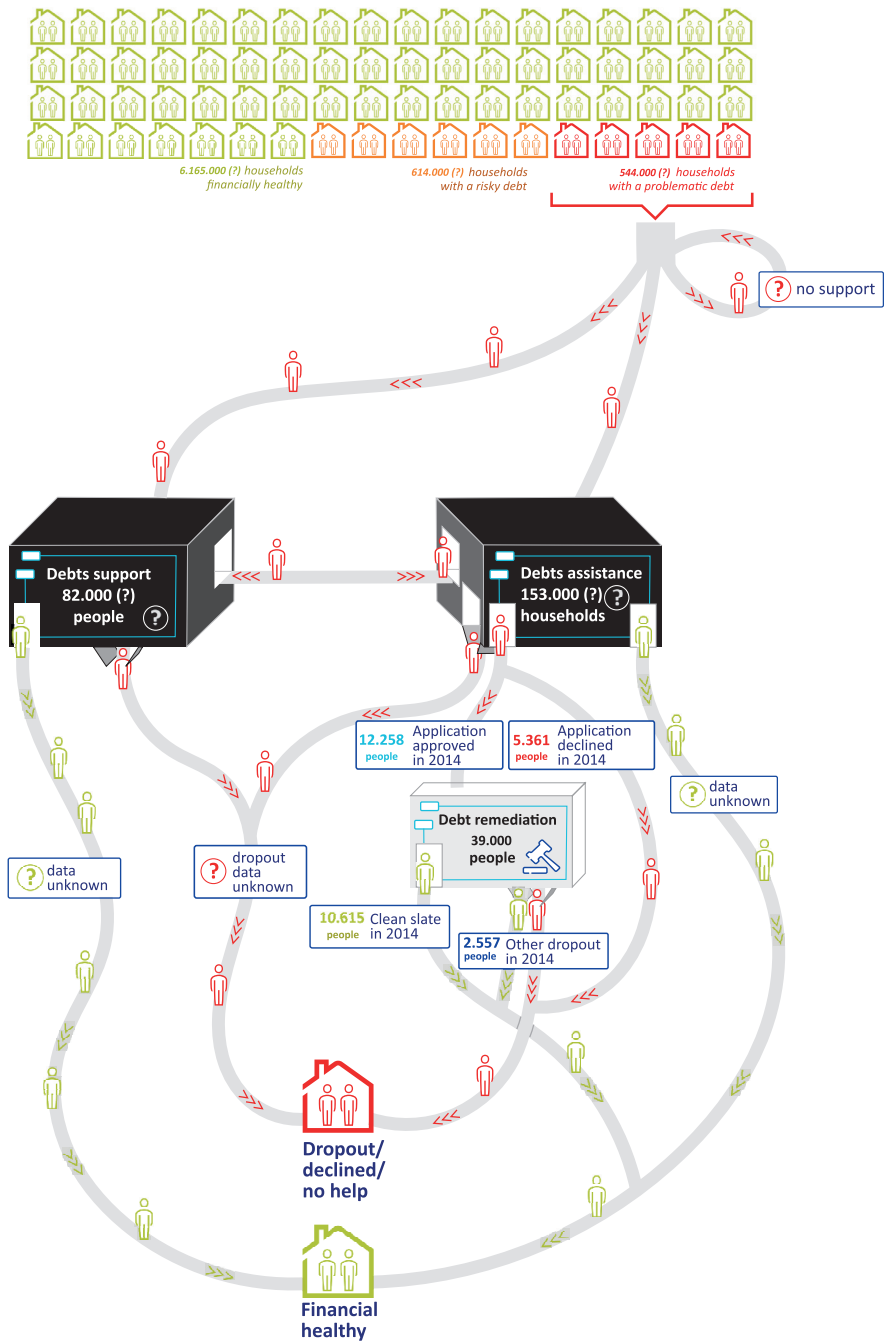 6.165.000 (?) households
financially healthy
614.000 (?) households
with a risky debt
544.000 (?) households
with a problematic debt
? no support
Debts support
82.000 (?)
people
?
Debts assistance
153.000 (?)
households
?
12.258
people
Application
approved
in 2014
5.361
people
Application
declined
in 2014
? data
unknown
Debt remediation
39.000
people
? data
unknown
? dropout
data
unknown
10.615
people
Clean slate
in 2014
2.557
people
Other dropout
in 2014
Dropout/
declined/
no help
Financial
healthy